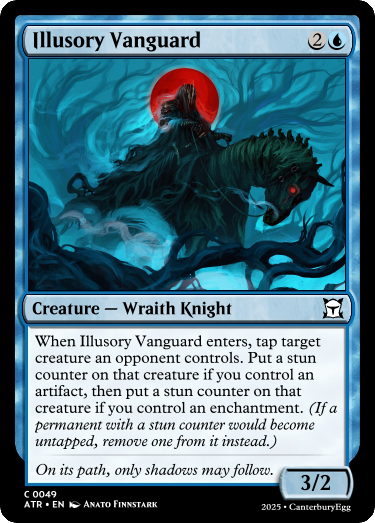 Illusory Vanguard 2
Creature — Wraith Knight
When Illusory Vanguard enters, tap target
creature an opponent controls. Put a stun
counter on that creature if you control an
artifact, then put a stun counter on that
creature if you control an enchantment. (If a
permanent with a stun counter would become
untapped, remove one from it instead.)
On its path, only shadows may follow.
3/2
C 0049
ATR • EN Anato Finnstark
2025 • CanterburyEgg